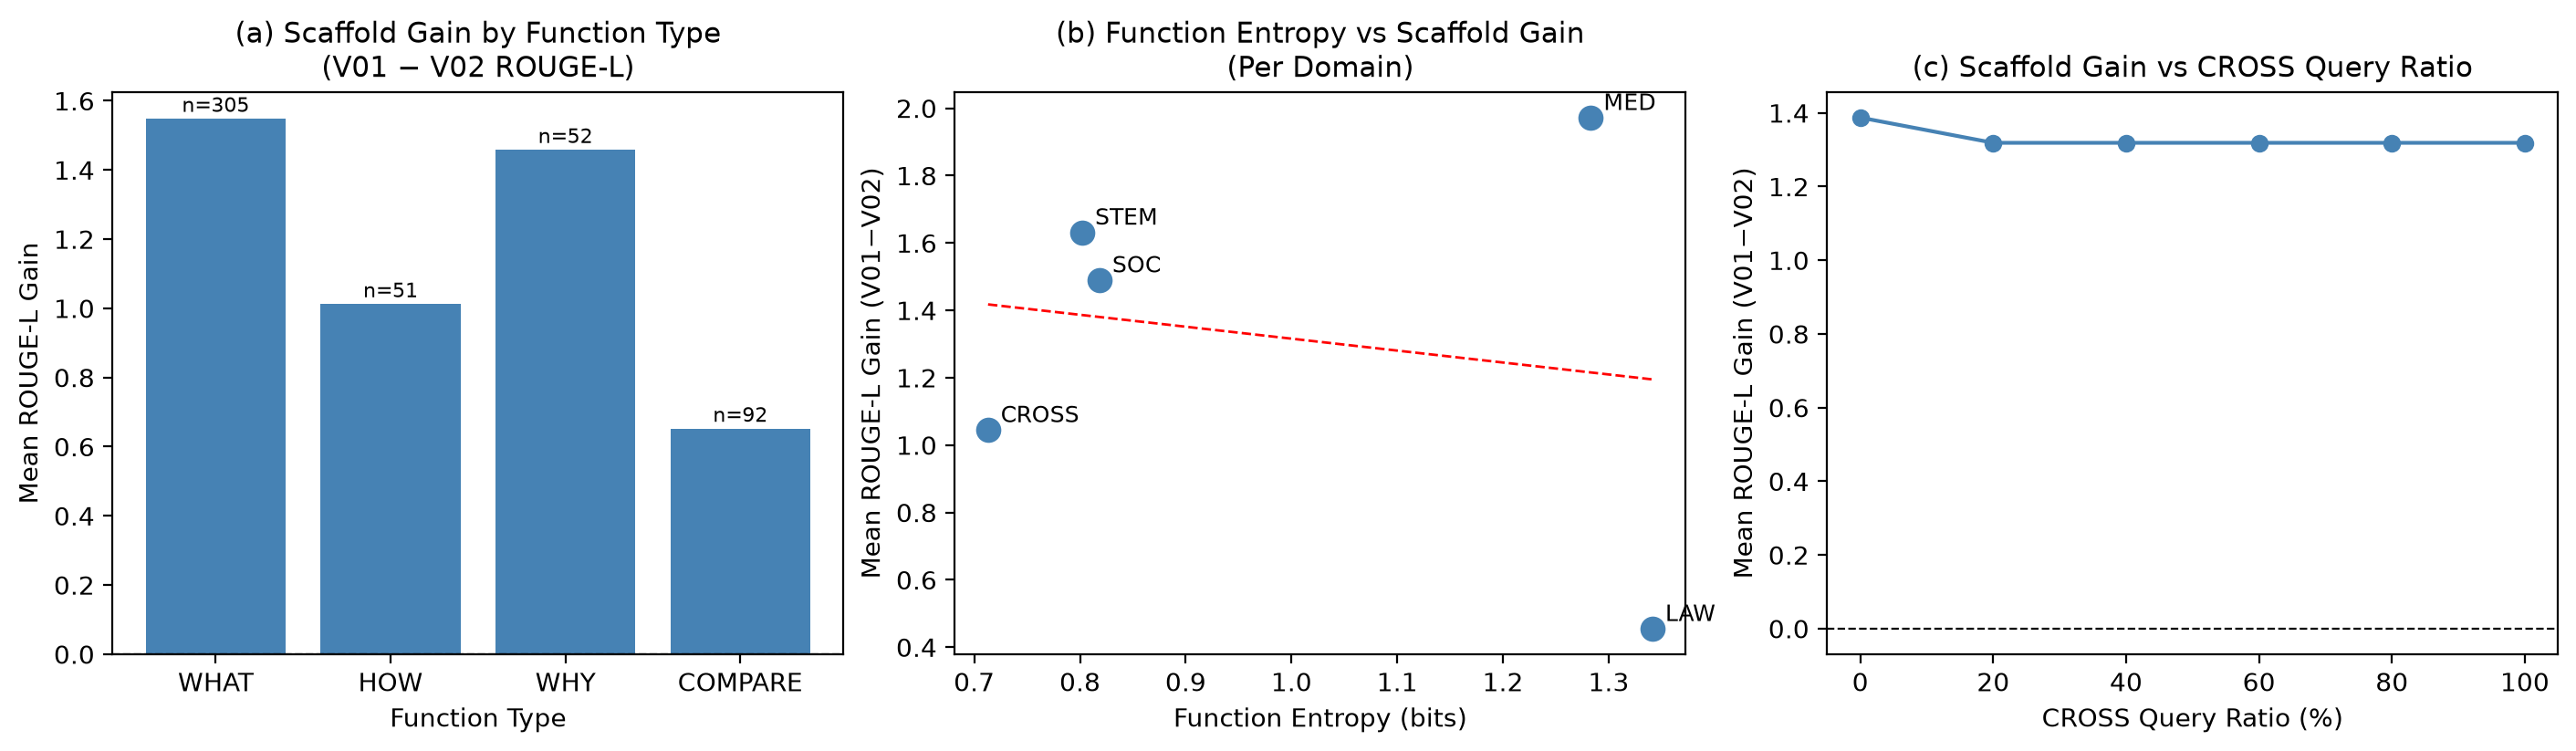 (a) Scaffold Gain by Function Type
(V01 − V02 ROUGE-L)
Mean ROUGE-L Gain
1.6
1.4
1.2
1.0
0.8
0.6
0.4
0.2
0.0
n=305
n=51
n=52
n=92
WHAT
HOW
WHY
COMPARE
Function Type
(b) Function Entropy vs Scaffold Gain
(Per Domain)
Mean ROUGE-L Gain (V01−V02)
2.0
1.8
1.6
1.4
1.2
1.0
0.8
0.6
0.4
MED
STEM
SOC
CROSS
LAW
0.7
0.8
0.9
1.0
1.1
1.2
1.3
Function Entropy (bits)
(c) Scaffold Gain vs CROSS Query Ratio
Mean ROUGE-L Gain (V01−V02)
1.4
1.2
1.0
0.8
0.6
0.4
0.2
0.0
0
20
40
60
80
100
CROSS Query Ratio (%)